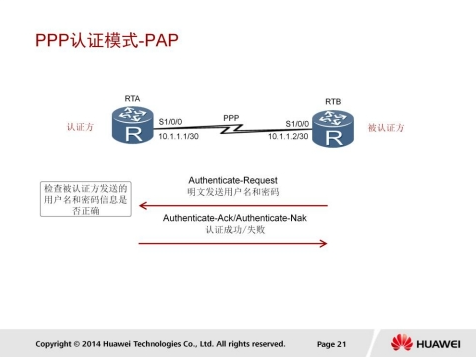 PPP认证模式-PAP
RTA
RTB
认证方
S1/0/0
PPP
S1/0/0
被认证方
R
R
10.1.1.1/30
10.1.1.2/30
检查被认证方发送的
用户名和密码信息是
否正确
Authenticate-Request
明文发送用户名和密码
Authenticate-Ack/Authenticate-Nak
认证成功/失败
Copyright © 2014 Huawei Technologies Co., Ltd. All rights reserved.
Page 21
HUAWEI